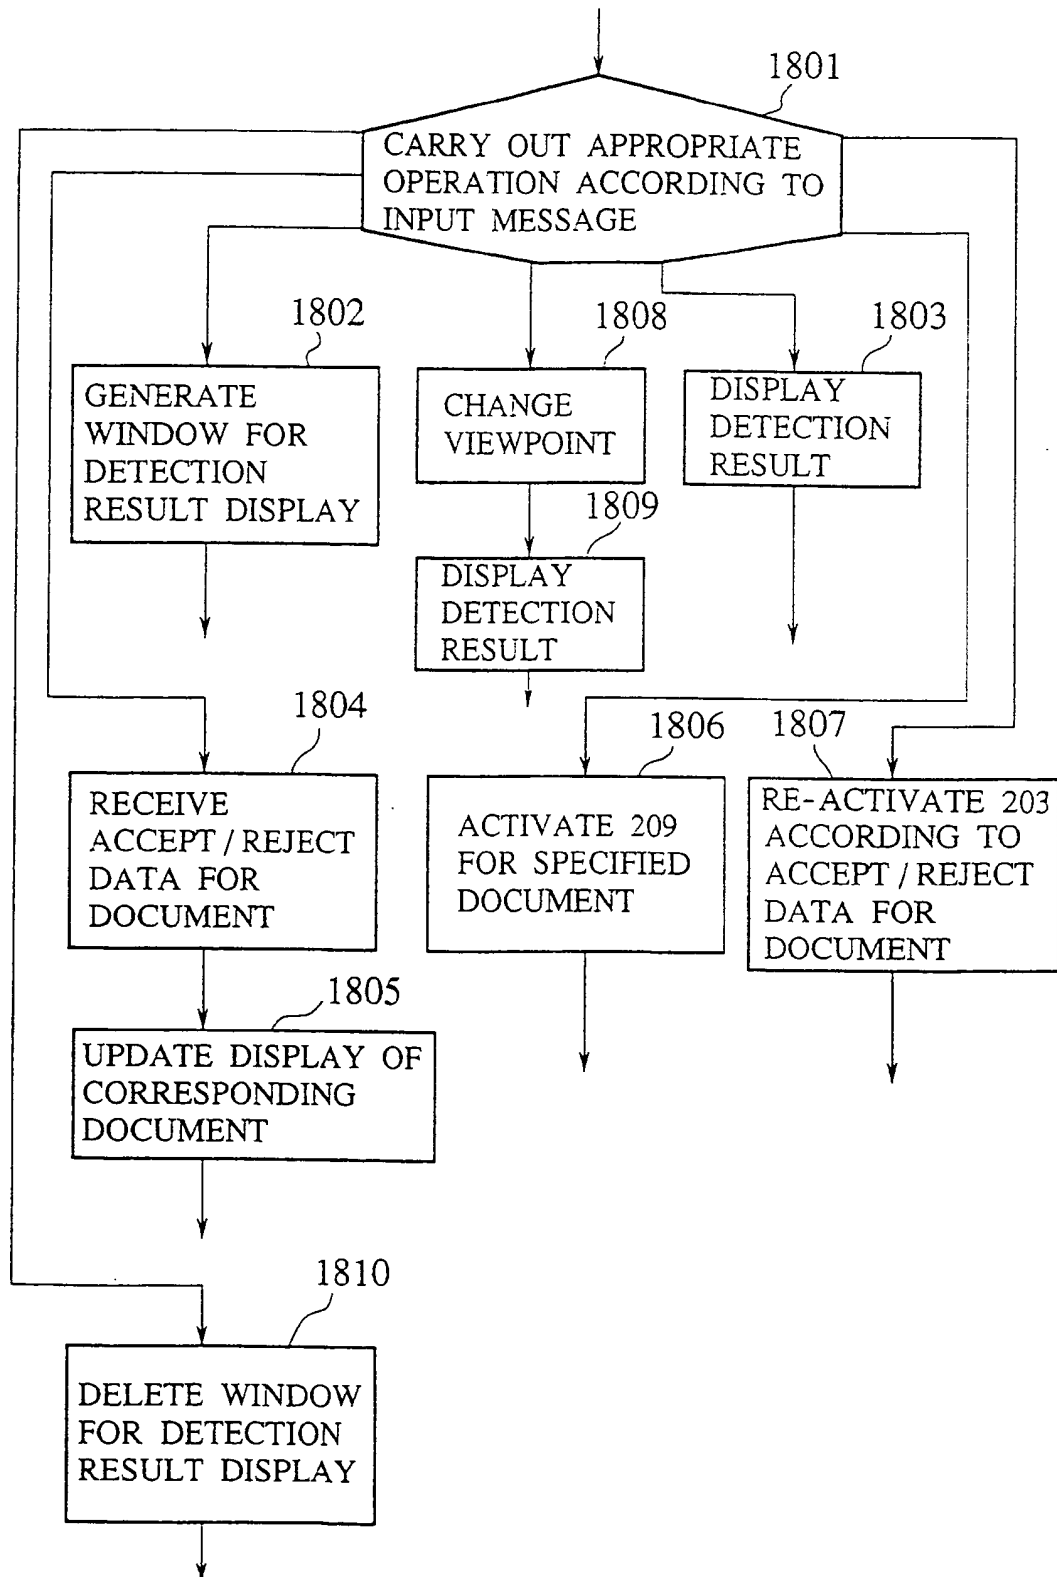 1801
CARRY OUT APPROPRIATE
OPERATION ACCORDING TO
INPUT MESSAGE
1802
GENERATE
WINDOW FOR
DETECTION
RESULT DISPLAY
1808
CHANGE
VIEWPOINT
1803
DISPLAY
DETECTION
RESULT
1809
DISPLAY
DETECTION
RESULT
1804
RECEIVE
ACCEPT / REJECT
DATA FOR
DOCUMENT
1806
ACTIVATE 209
FOR SPECIFIED
DOCUMENT
1807
RE-ACTIVATE 203
ACCORDING TO
ACCEPT / REJECT
DATA FOR
DOCUMENT
1805
UPDATE DISPLAY OF
CORRESPONDING
DOCUMENT
1810
DELETE WINDOW
FOR DETECTION
RESULT DISPLAY